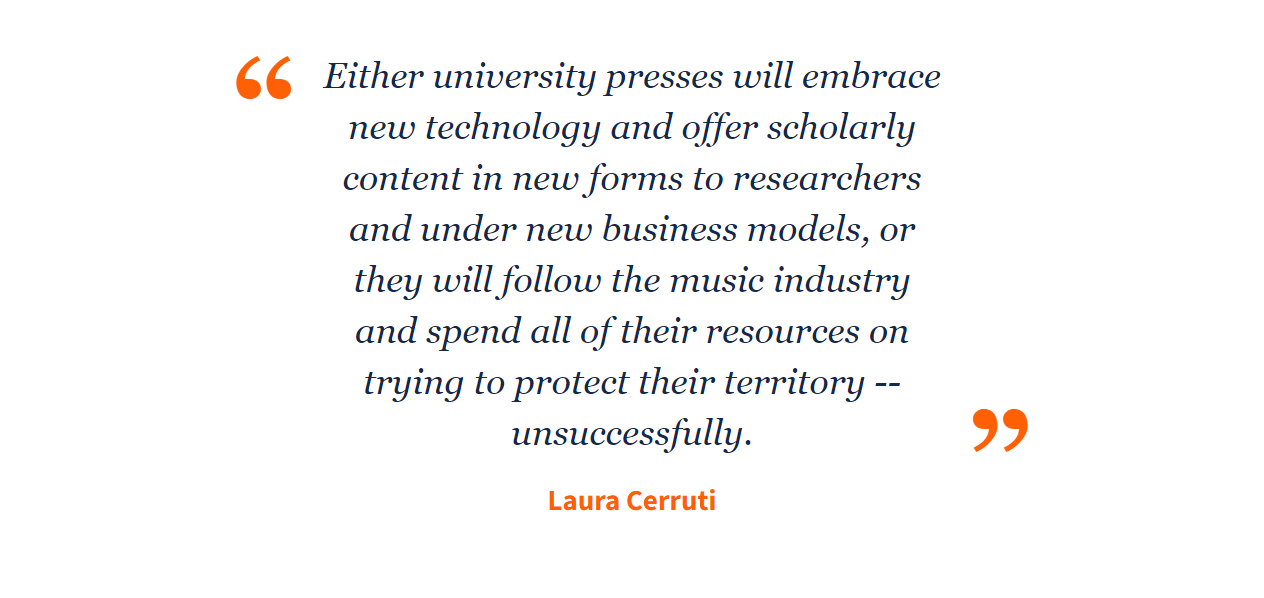 “ Either university presses will embrace
new technology and offer scholarly
content in new forms to researchers
and under new business models, or
they will follow the music industry
and spend all of their resources on
trying to protect their territory --
unsuccessfully. ”
Laura Cerruti